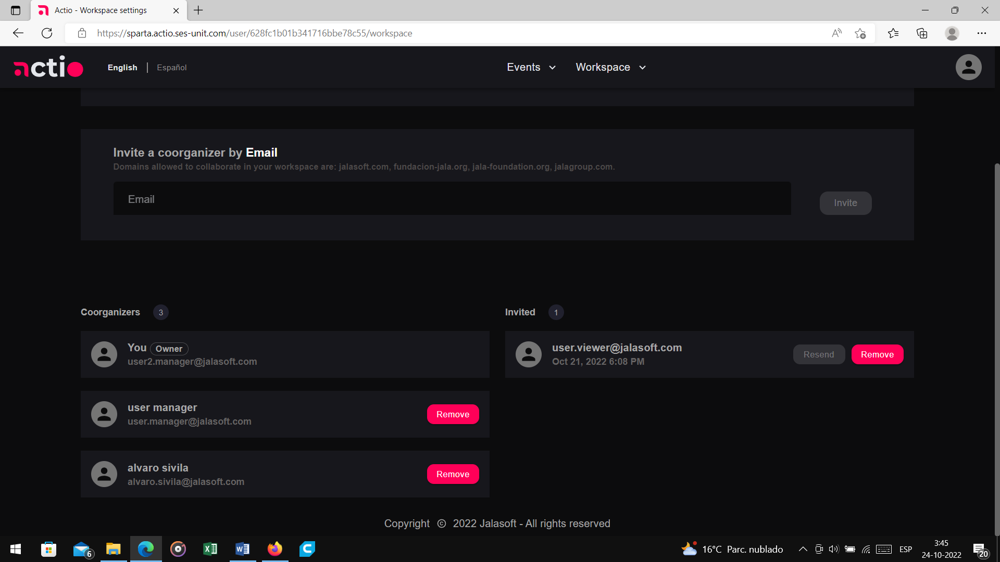 Actio - Workspace settings
https://sparta.actio.ses-unit.com/user/628fc1b01b341716bbe78c55/workspace
actio
English | Español
Events
Workspace
Invite a coorganizer by Email
Domains allowed to collaborate in your workspace are: jalasoft.com, fundacion-jala.org, jala-foundation.org, jalagroup.com.
Email
Invite
Coorganizers 3
Invited 1
You Owner
user2.manager@jalasoft.com
user.viewer@jalasoft.com
Oct 21, 2022 6:08 PM
Resend
Remove
user manager
user.manager@jalasoft.com
Remove
alvaro sivila
alvaro.sivila@jalasoft.com
Remove
Copyright © 2022 Jalasoft - All rights reserved
6
16°C Parc. nublado
ESP
3:45
24-10-2022
20